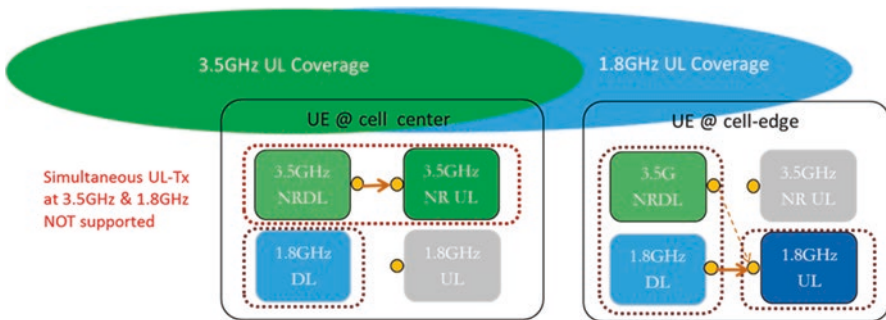 3.5GHz UL Coverage
1.8GHz UL Coverage
UE @ cell center
UE @ cell-edge
Simultaneous UL-Tx
at 3.5GHz & 1.8GHz
NOT supported
3.5GHz
NRDL
3.5GHz
NR UL
1.8GHz
DL
1.8GHz
UL
3.5G
NRDL
3.5GHz
NR UL
1.8GHz
DL
1.8GHz
UL